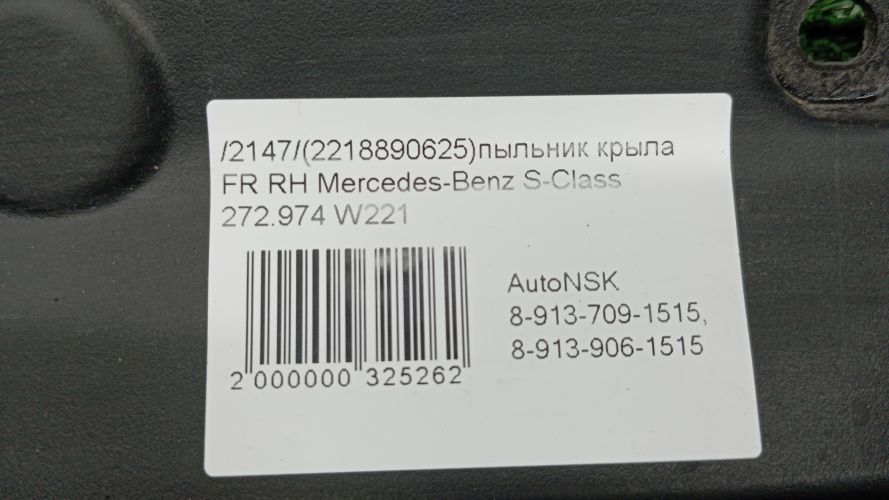 /2147/(2218890625)пыльник крыла
FR RH Mercedes-Benz S-Class
272.974 W221
AutoNSK
8-913-709-1515,
8-913-906-1515
2 000000 325262